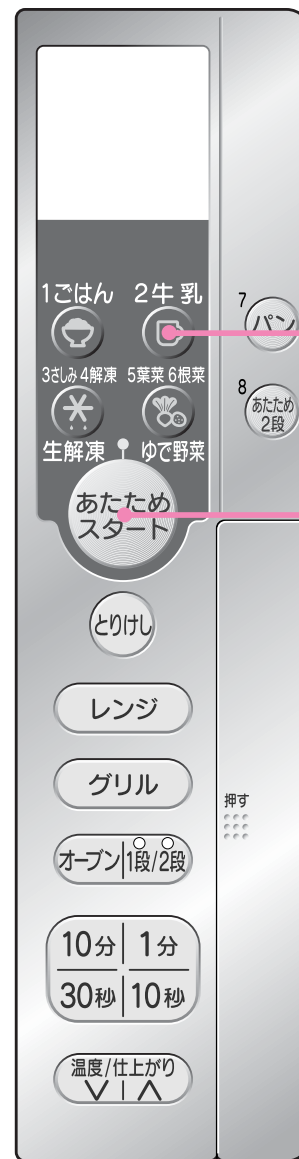 1ごはん 2牛乳
7
パン
3さしみ 4解凍 5葉菜 6根菜
8
あたため
2段
生解凍 ゆで野菜
あたため
スタート
とりけし
レンジ
グリル
押す
オーブン 1段/2段
10分 1分
30秒 10秒
温度/仕上がり